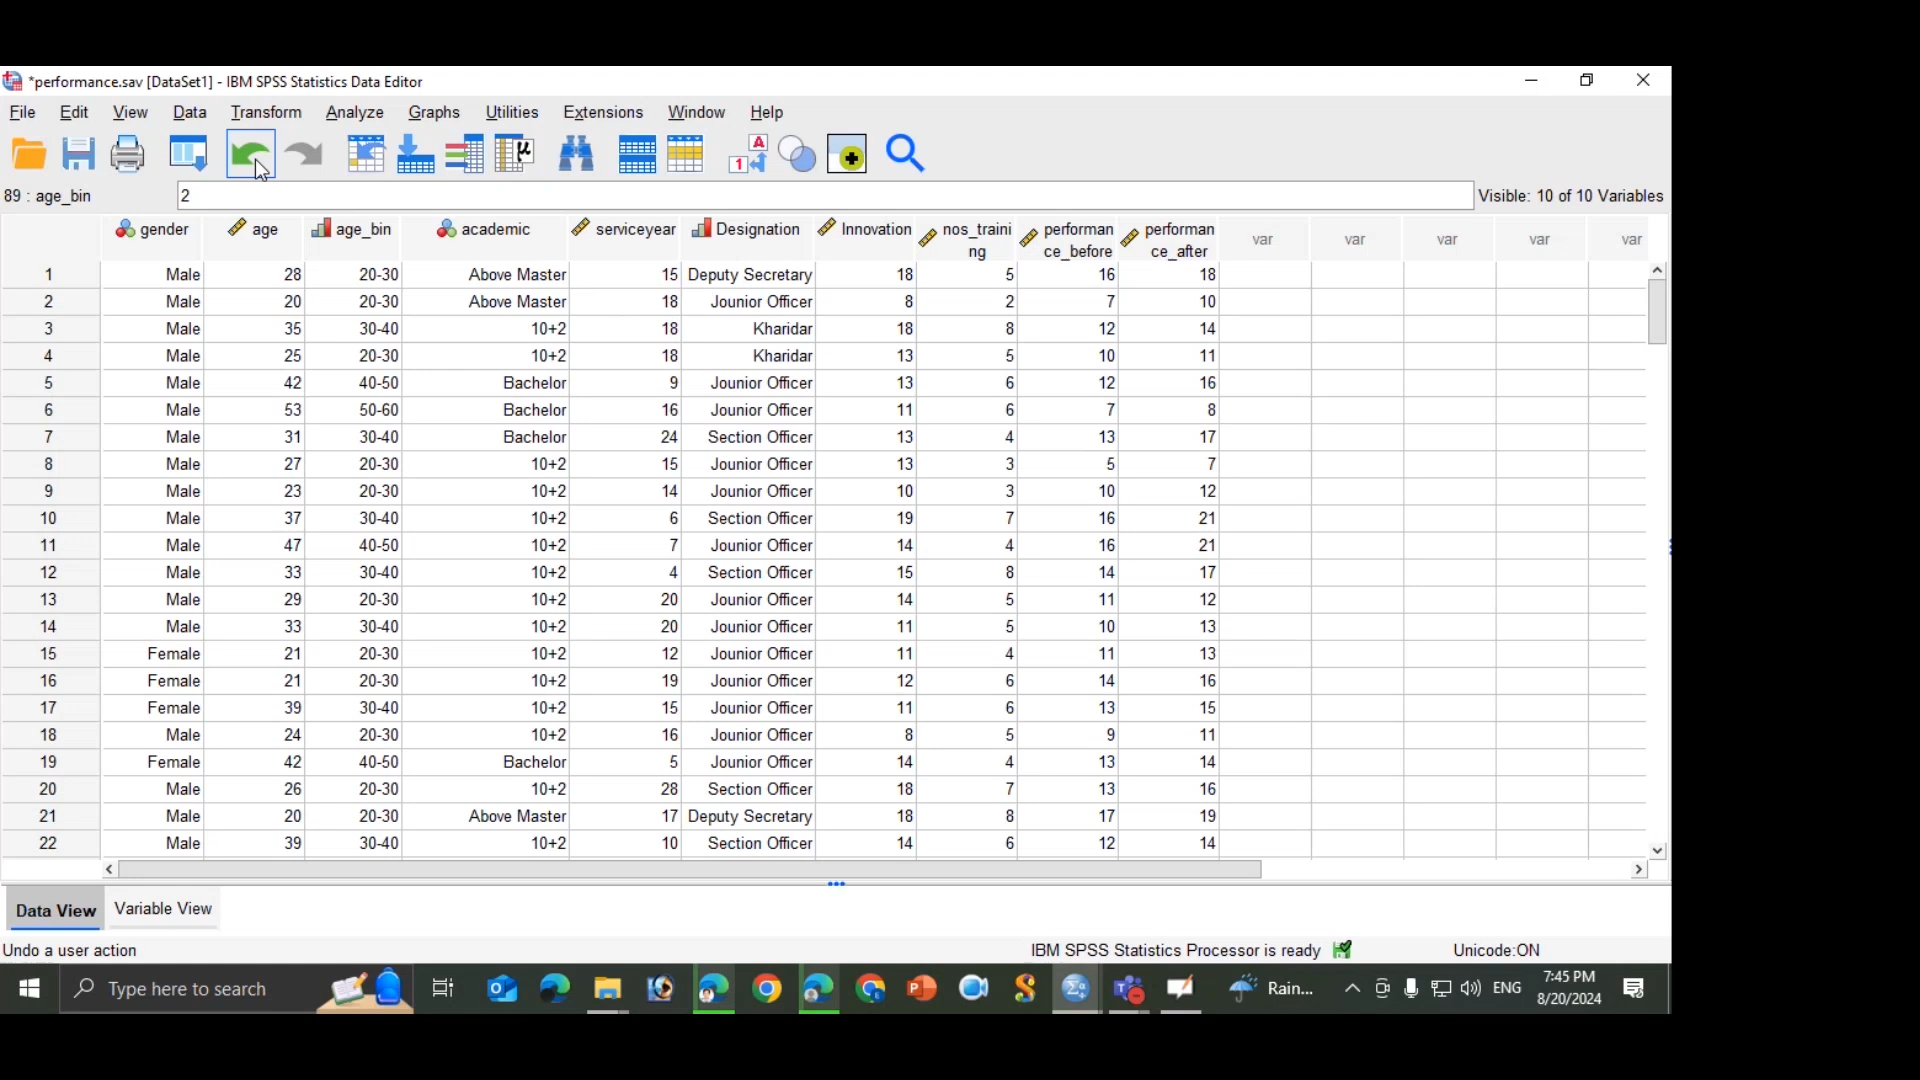 *performance.sav [DataSet1] - IBM SPSS Statistics Data Editor
File Edit View Data Transform Analyze Graphs Utilities Extensions Window Help
89 : age_bin 2 Visible: 10 of 10 Variables
gender age age_bin academic serviceyear Designation Innovation nos_traini performan performan var var var var var
ng ce_before ce_after
1 Male 28 20-30 Above Master 15 Deputy Secretary 18 5 16 18
2 Male 20 20-30 Above Master 18 Jounior Officer 8 2 7 10
3 Male 35 30-40 10+2 18 Kharidar 18 8 12 14
4 Male 25 20-30 10+2 18 Kharidar 13 5 10 11
5 Male 42 40-50 Bachelor 9 Jounior Officer 13 6 12 16
6 Male 53 50-60 Bachelor 16 Jounior Officer 11 6 7 8
7 Male 31 30-40 Bachelor 24 Section Officer 13 4 13 17
8 Male 27 20-30 10+2 15 Jounior Officer 13 3 5 7
9 Male 23 20-30 10+2 14 Jounior Officer 10 3 10 12
10 Male 37 30-40 10+2 6 Section Officer 19 7 16 21
11 Male 47 40-50 10+2 7 Jounior Officer 14 4 16 21
12 Male 33 30-40 10+2 4 Section Officer 15 8 14 17
13 Male 29 20-30 10+2 20 Jounior Officer 14 5 11 12
14 Male 33 30-40 10+2 20 Jounior Officer 11 5 10 13
15 Female 21 20-30 10+2 12 Jounior Officer 11 4 11 13
16 Female 21 20-30 10+2 19 Jounior Officer 12 6 14 16
17 Female 39 30-40 10+2 15 Jounior Officer 11 6 13 15
18 Male 24 20-30 10+2 16 Jounior Officer 8 5 9 11
19 Female 42 40-50 Bachelor 5 Jounior Officer 14 4 13 14
20 Male 26 20-30 10+2 28 Section Officer 18 7 13 16
21 Male 20 20-30 Above Master 17 Deputy Secretary 18 8 17 19
22 Male 39 30-40 10+2 10 Section Officer 14 6 12 14
Data View Variable View
Undo a user action IBM SPSS Statistics Processor is ready Unicode:ON
Type here to search Rain... ENG 7:45 PM
8/20/2024